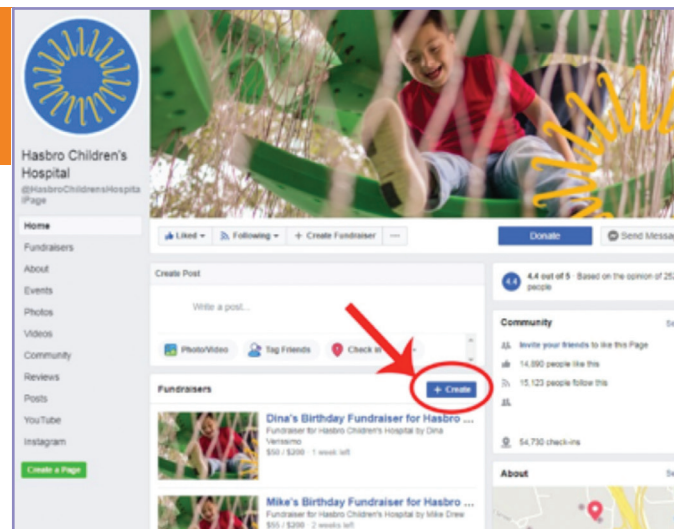 Hasbro Children's
Hospital
@HasbroChildrensHospita
lPage
Home
Fundraisers
About
Events
Photos
Videos
Community
Reviews
Posts
YouTube
Instagram
Create a Page
Liked
Following
+ Create Fundraiser
...
Donate
Send Messa
Create Post
Write a post...
Photo/Video
Tag Friends
Check in
Fundraisers
+ Create
Dina's Birthday Fundraiser for Hasbro ...
Fundraiser for Hasbro Children's Hospital by Dina
Verissimo
$50 / $200 · 1 week left
Mike's Birthday Fundraiser for Hasbro ...
Fundraiser for Hasbro Children's Hospital by Mike Drew
$55 / $200 · 2 weeks left
4.4
4.4 out of 5 · Based on the opinion of 25
people
Community
Se
Invite your friends to like this Page
14,890 people like this
15,123 people follow this
54,730 check-ins
About
Se